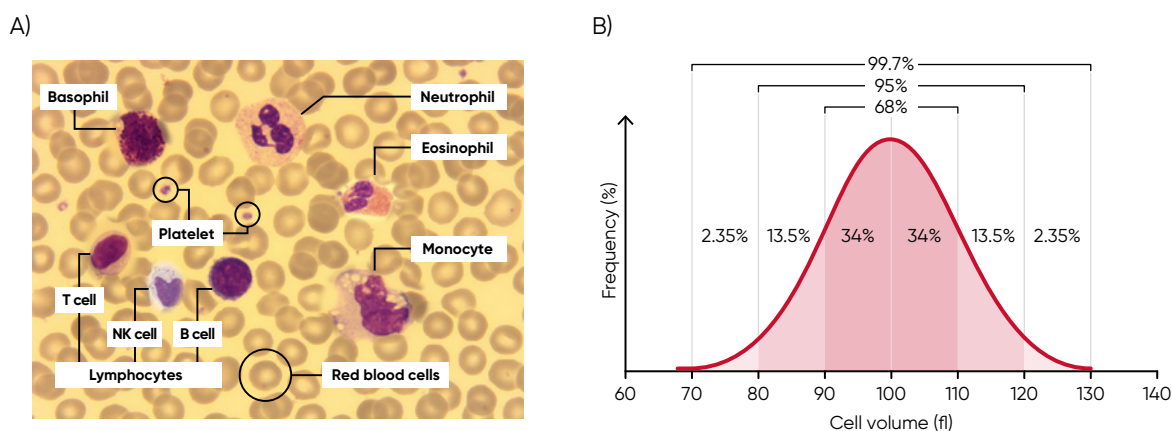 A)
Basophil
Neutrophil
Eosinophil
Platelet
Monocyte
T cell
NK cell
B cell
Lymphocytes
Red blood cells
B)
99.7%
95%
68%
Frequency (%)
2.35%
13.5%
34%
34%
13.5%
2.35%
60
70
80
90
100
110
120
130
140
Cell volume (fl)